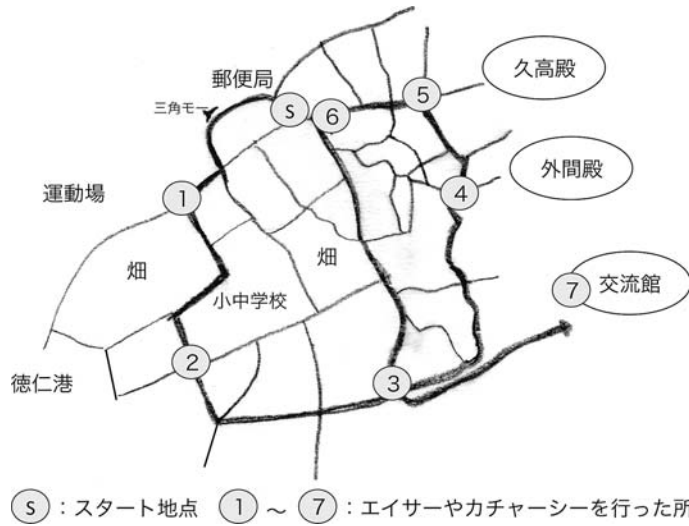 久高殿
郵便局
5
三角モー
S
6
外間殿
1
4
運動場
畑
畑
交流館
7
小中学校
2
徳仁港
3
S：スタート地点 1 ～ 7：エイサーやカチャーシーを行った所